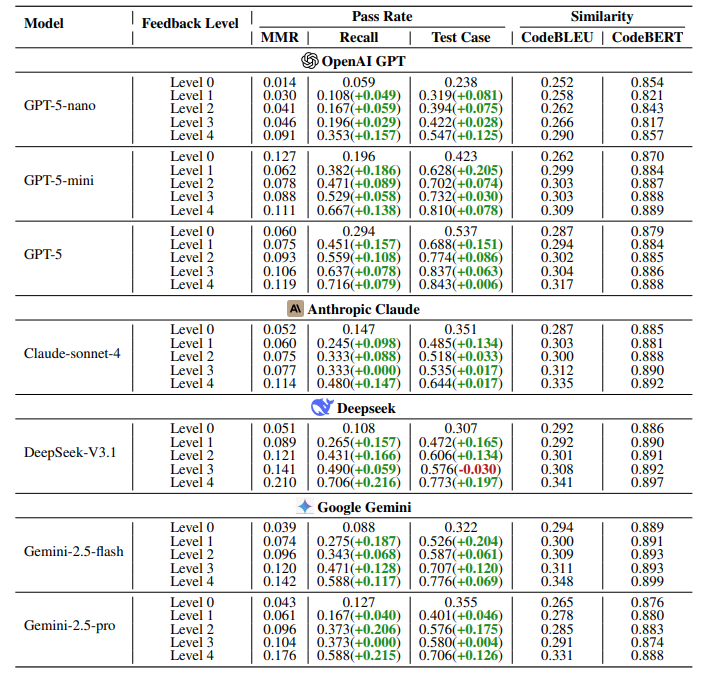 Model Feedback Level Pass Rate Similarity
MMR Recall Test Case CodeBLEU CodeBERT
OpenAI GPT
GPT-5-nano
Level 0 0.014 0.059 0.238 0.252 0.854
Level 1 0.030 0.108(+0.049) 0.319(+0.081) 0.258 0.821
Level 2 0.041 0.167(+0.059) 0.394(+0.075) 0.262 0.843
Level 3 0.046 0.196(+0.029) 0.422(+0.028) 0.266 0.817
Level 4 0.091 0.353(+0.157) 0.547(+0.125) 0.290 0.857
GPT-5-mini
Level 0 0.127 0.196 0.423 0.262 0.870
Level 1 0.062 0.382(+0.186) 0.628(+0.205) 0.299 0.884
Level 2 0.078 0.471(+0.089) 0.702(+0.074) 0.303 0.887
Level 3 0.088 0.529(+0.058) 0.732(+0.030) 0.303 0.888
Level 4 0.111 0.667(+0.138) 0.810(+0.078) 0.309 0.889
GPT-5
Level 0 0.060 0.294 0.537 0.287 0.879
Level 1 0.075 0.451(+0.157) 0.688(+0.151) 0.294 0.884
Level 2 0.093 0.559(+0.108) 0.774(+0.086) 0.302 0.885
Level 3 0.106 0.637(+0.078) 0.837(+0.063) 0.304 0.886
Level 4 0.119 0.716(+0.079) 0.843(+0.006) 0.317 0.888
Anthropic Claude
Claude-sonnet-4
Level 0 0.052 0.147 0.351 0.287 0.885
Level 1 0.060 0.245(+0.098) 0.485(+0.134) 0.303 0.881
Level 2 0.075 0.333(+0.088) 0.518(+0.033) 0.300 0.888
Level 3 0.077 0.333(+0.000) 0.535(+0.017) 0.312 0.890
Level 4 0.114 0.480(+0.147) 0.644(+0.017) 0.335 0.892
Deepseek
DeepSeek-V3.1
Level 0 0.051 0.108 0.307 0.292 0.886
Level 1 0.089 0.265(+0.157) 0.472(+0.165) 0.292 0.890
Level 2 0.121 0.431(+0.166) 0.606(+0.134) 0.301 0.891
Level 3 0.141 0.490(+0.059) 0.576(-0.030) 0.308 0.892
Level 4 0.210 0.706(+0.216) 0.773(+0.197) 0.341 0.897
Google Gemini
Gemini-2.5-flash
Level 0 0.039 0.088 0.322 0.294 0.889
Level 1 0.074 0.275(+0.187) 0.526(+0.204) 0.300 0.891
Level 2 0.096 0.343(+0.068) 0.587(+0.061) 0.309 0.893
Level 3 0.120 0.471(+0.128) 0.707(+0.120) 0.311 0.893
Level 4 0.142 0.588(+0.117) 0.776(+0.069) 0.348 0.899
Gemini-2.5-pro
Level 0 0.043 0.127 0.355 0.265 0.876
Level 1 0.061 0.167(+0.040) 0.401(+0.046) 0.278 0.880
Level 2 0.096 0.373(+0.206) 0.576(+0.175) 0.285 0.883
Level 3 0.104 0.373(+0.000) 0.580(+0.004) 0.291 0.874
Level 4 0.176 0.588(+0.215) 0.706(+0.126) 0.331 0.888